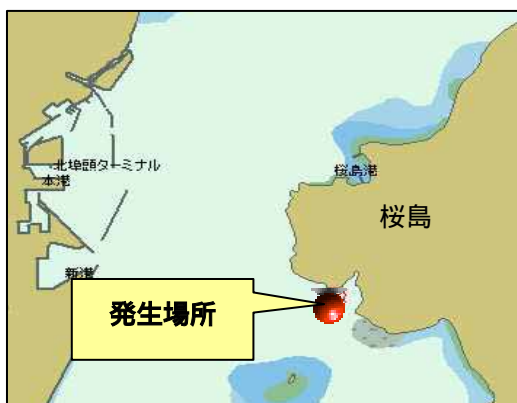 北埠頭ターミナル
本港
桜島港
桜島
新港
発生場所